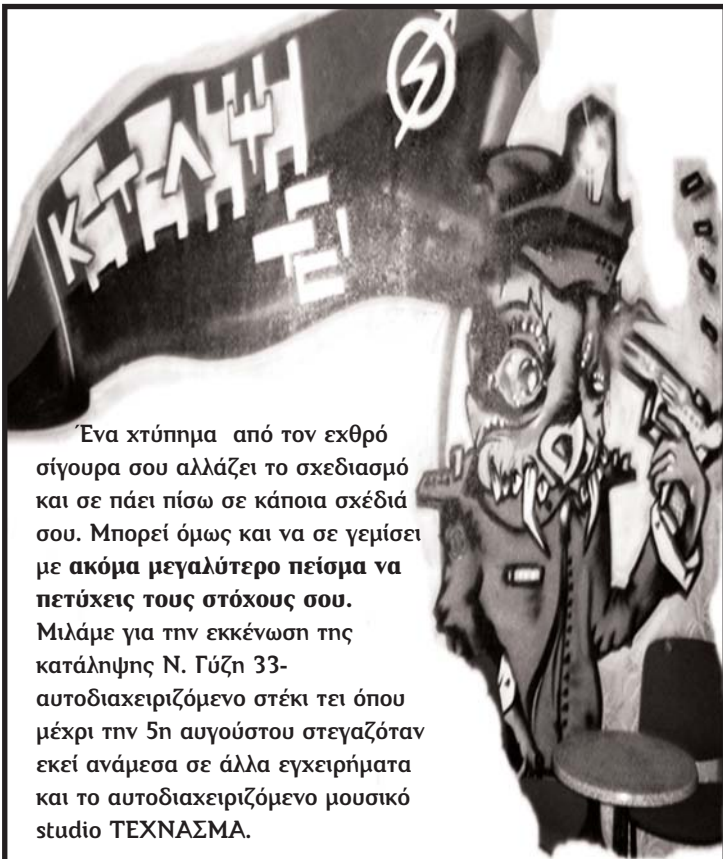 ΚΑΤΑΛΗΨΗ
ΤΕΙ
Ένα χτύπημα από τον εχθρό
σίγουρα σου αλλάζει το σχεδιασμό
και σε πάει πίσω σε κάποια σχέδιά
σου. Μπορεί όμως και να σε γεμίσει
με ακόμα μεγαλύτερο πείσμα να
πετύχεις τους στόχους σου.
Μιλάμε για την εκκένωση της
κατάληψης Ν. Γύζη 33-
αυτοδιαχειριζόμενο στέκι τει όπου
μέχρι την 5η αυγούστου στεγαζόταν
εκεί ανάμεσα σε άλλα εγχειρήματα
και το αυτοδιαχειριζόμενο μουσικό
studio ΤΕΧΝΑΣΜΑ.